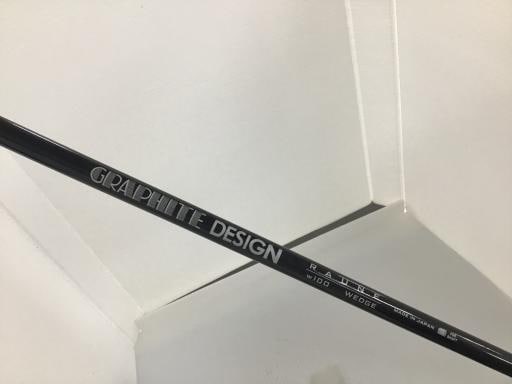 GRAPHITE DESIGN
RAUNE
W100 WEDGE
MADE IN JAPAN